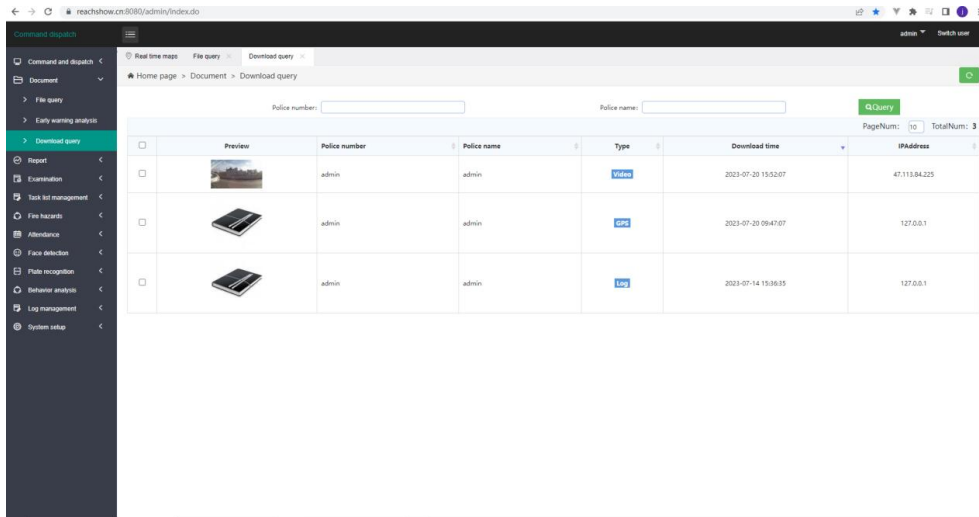 reachshow.cn:8080/admin/index.do
Command dispatch
admin Switch user
Command and dispatch
Document
File query
Early warning analysis
Download query
Report
Examination
Task list management
Fire hazards
Attendance
Face detection
Plate recognition
Behavior analysis
Log management
System setup
Real time maps File query Download query
Home page > Document > Download query
Police number: Police name: Query
PageNum: 10 TotalNum: 3
Preview Police number Police name Type Download time IPAddress
admin admin Video 2023-07-20 15:52:07 47.113.84.225
admin admin GPS 2023-07-20 09:47:07 127.0.0.1
admin admin Log 2023-07-14 15:36:35 127.0.0.1